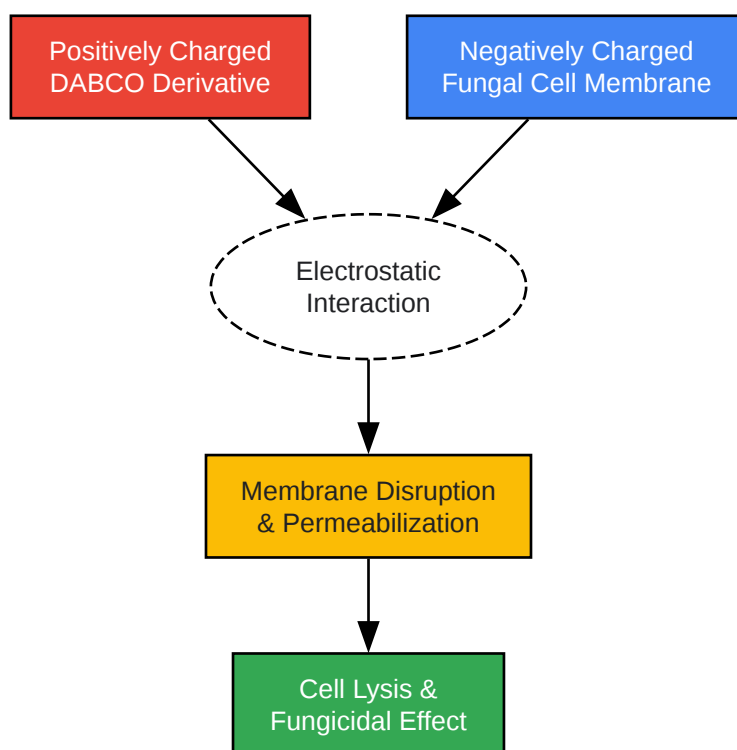 Positively Charged
DABCO Derivative
Negatively Charged
Fungal Cell Membrane
Electrostatic
Interaction
Membrane Disruption
& Permeabilization
Cell Lysis &
Fungicidal Effect